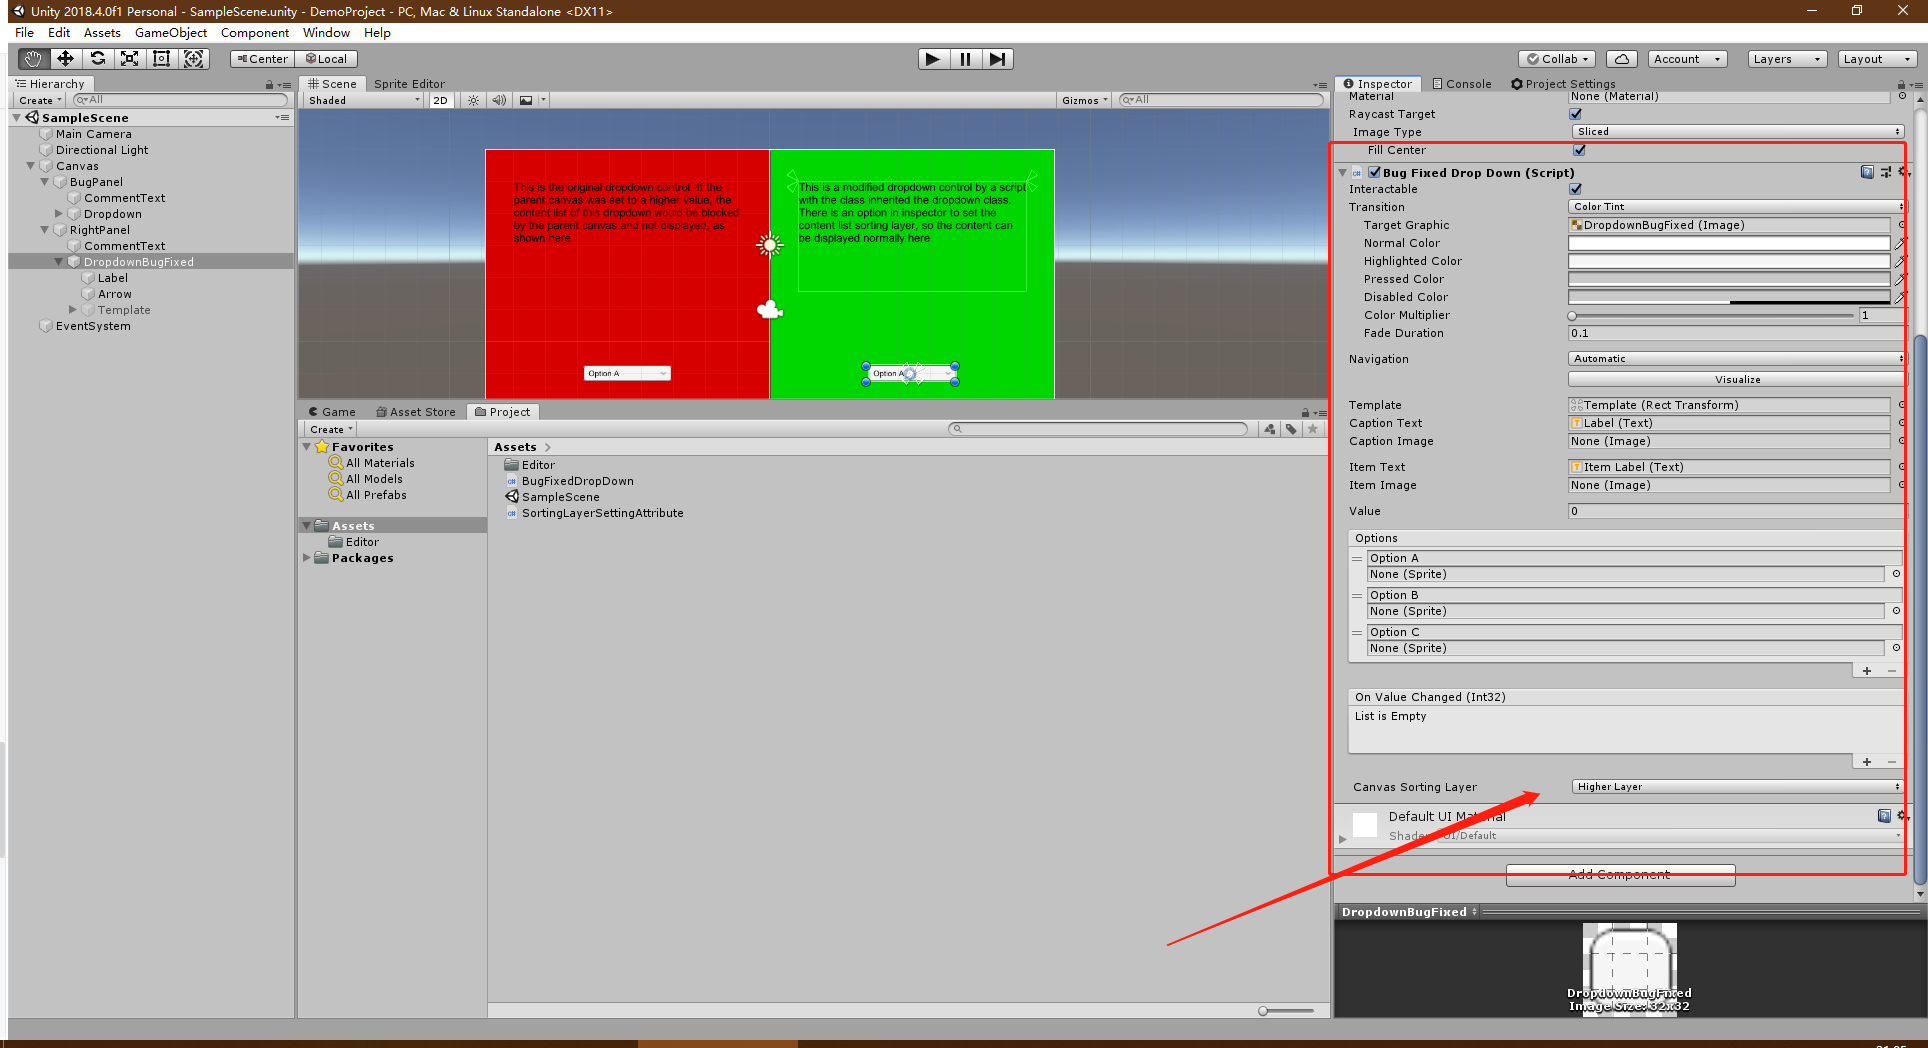 Unity 2018.4.0f1 Personal - SampleScene.unity - DemoProject - PC, Mac & Linux Standalone <DX11>
File Edit Assets GameObject Component Window Help
Center Local
Collab Account Layers Layout
Hierarchy
Create All
SampleScene
Main Camera
Directional Light
Canvas
BugPanel
CommentText
Dropdown
RightPanel
CommentText
DropdownBugFixed
Label
Arrow
Template
EventSystem
Scene Sprite Editor
Shaded 2D Gizmos All
This is the original dropdown control. If the
parent canvas was set to a higher value, the
content list of this dropdown would be blocked
by the parent canvas and not displayed, as
shown here
Option A
This is a modified dropdown control by a script
with the class inherited the dropdown class.
There is an option in inspector to set the
content list sorting layer, so the content can
be displayed normally here
Option A
Game Asset Store Project
Create
Favorites
All Materials
All Models
All Prefabs
Assets
Editor
Packages
Assets
Editor
BugFixedDropDown
SampleScene
SortingLayerSettingAttribute
Inspector Console Project Settings
Material None (Material)
Raycast Target
Image Type Sliced
Fill Center
Bug Fixed Drop Down (Script)
Interactable
Transition Color Tint
Target Graphic DropdownBugFixed (Image)
Normal Color
Highlighted Color
Pressed Color
Disabled Color
Color Multiplier 1
Fade Duration 0.1
Navigation Automatic
Visualize
Template Template (Rect Transform)
Caption Text Label (Text)
Caption Image None (Image)
Item Text Item Label (Text)
Item Image None (Image)
Value 0
Options
Option A
None (Sprite)
Option B
None (Sprite)
Option C
None (Sprite)
On Value Changed (Int32)
List is Empty
Canvas Sorting Layer Higher Layer
Default UI Material
Shader UI/Default
Add Component
DropdownBugFixed
DropdownBugFixed
Image Size: 32x32